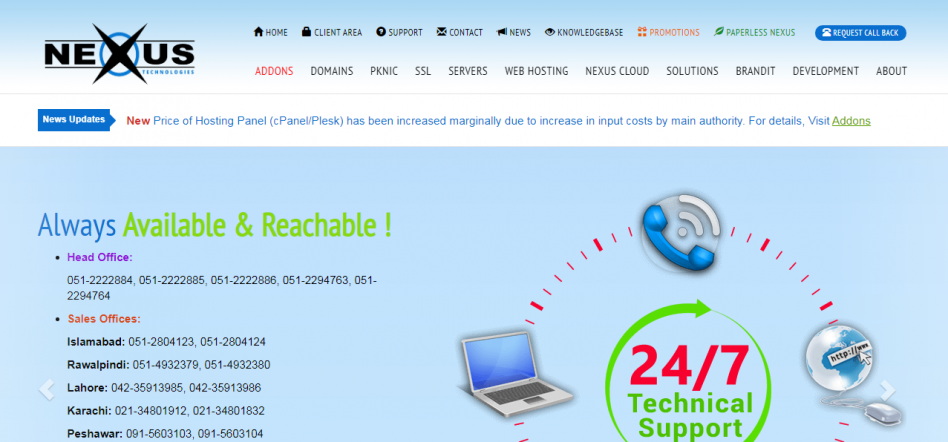 NEXUS
TECHNOLOGIES
HOME CLIENT AREA SUPPORT CONTACT NEWS KNOWLEDGEBASE PROMOTIONS PAPERLESS NEXUS REQUEST CALL BACK
ADDONS DOMAINS PKNIC SSL SERVERS WEB HOSTING NEXUS CLOUD SOLUTIONS BRANDIT DEVELOPMENT ABOUT
News Updates New Price of Hosting Panel (cPanel/Plesk) has been increased marginally due to increase in input costs by main authority. For details, Visit Addons
Always Available & Reachable !
Head Office:
051-2222884, 051-2222885, 051-2222886, 051-2294763, 051-
2294764
Sales Offices:
Islamabad: 051-2804123, 051-2804124
Rawalpindi: 051-4932379, 051-4932380
Lahore: 042-35913985, 042-35913986
Karachi: 021-34801912, 021-34801832
Peshawar: 091-5603103, 091-5603104
http://www
24/7
Technical
Support